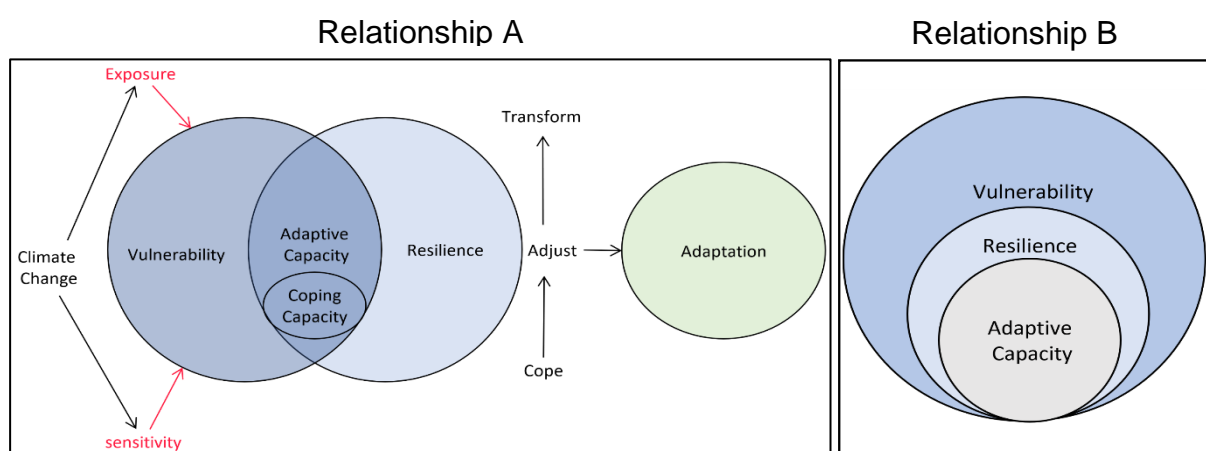 Relationship A
Relationship B
Exposure
Transform
Climate
Change
Vulnerability
Adaptive
Capacity
Coping
Capacity
Resilience
Adjust
Adaptation
Cope
sensitivity
Vulnerability
Resilience
Adaptive
Capacity